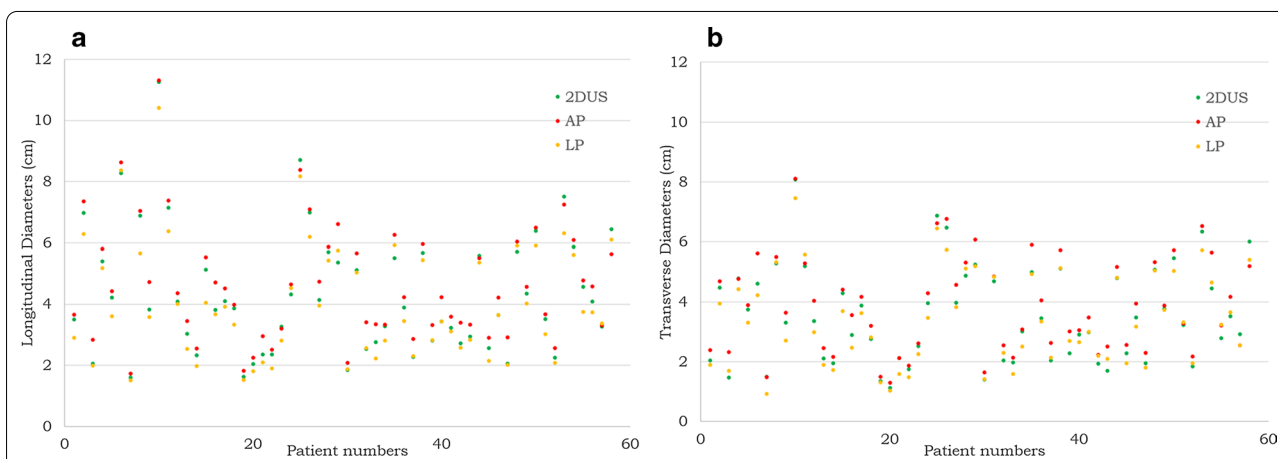 a
Longitudinal Diameters (cm)
12
10
8
6
4
2
0
0 20 40 60
Patient numbers
2DUS
AP
LP
b
Transverse Diameters (cm)
12
10
8
6
4
2
0
0 20 40 60
Patient numbers
2DUS
AP
LP